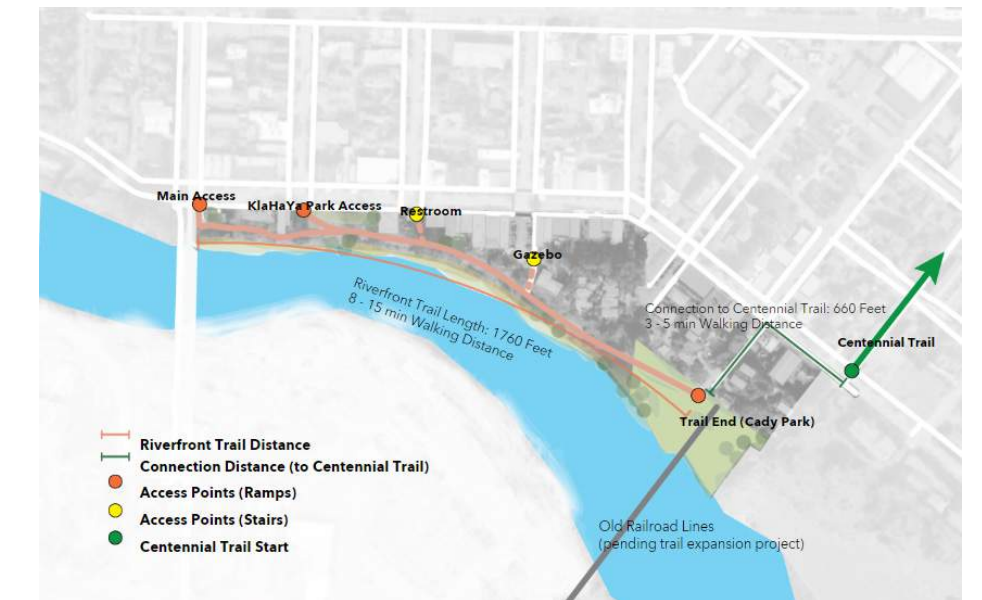 Main Access
KlaHaYa Park Access
Restroom
Gazebo
Riverfront Trail Length: 1760 Feet
8 - 15 min Walking Distance
Connection to Centennial Trail: 660 Feet
3 - 5 min Walking Distance
Centennial Trail
Trail End (Cady Park)
Riverfront Trail Distance
Connection Distance (to Centennial Trail)
Access Points (Ramps)
Access Points (Stairs)
Centennial Trail Start
Old Railroad Lines
(pending trail expansion project)